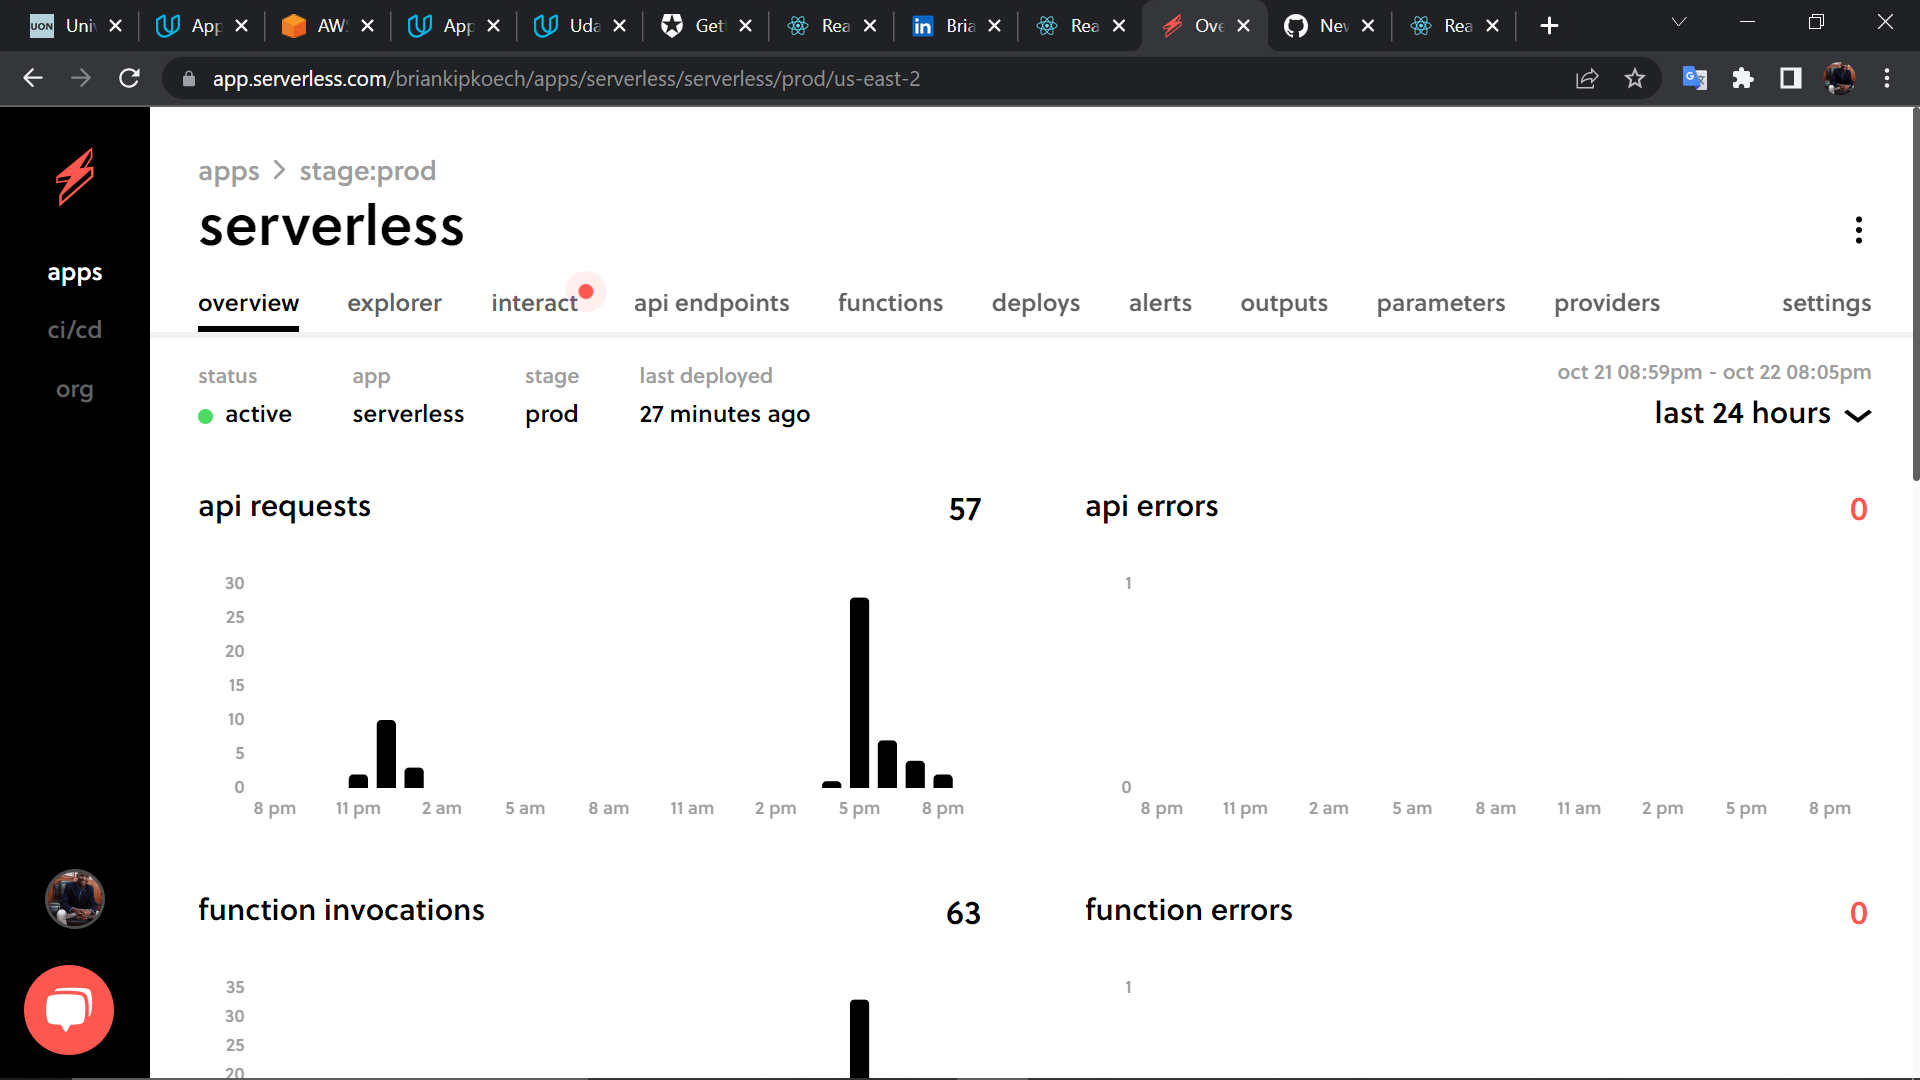 UON Uni App AWS App Uda Get Rea Bria Rea Ove New Rea
app.serverless.com/briankipkoech/apps/serverless/serverless/prod/us-east-2
apps > stage:prod
serverless
apps
ci/cd
org
overview explorer interact api endpoints functions deploys alerts outputs parameters providers settings
status app stage last deployed
active serverless prod 27 minutes ago
oct 21 08:59pm - oct 22 08:05pm
last 24 hours
api requests 57
30
25
20
15
10
5
0
8 pm 11 pm 2 am 5 am 8 am 11 am 2 pm 5 pm 8 pm
api errors 0
1
0
8 pm 11 pm 2 am 5 am 8 am 11 am 2 pm 5 pm 8 pm
function invocations 63
35
30
25
20
function errors 0
1